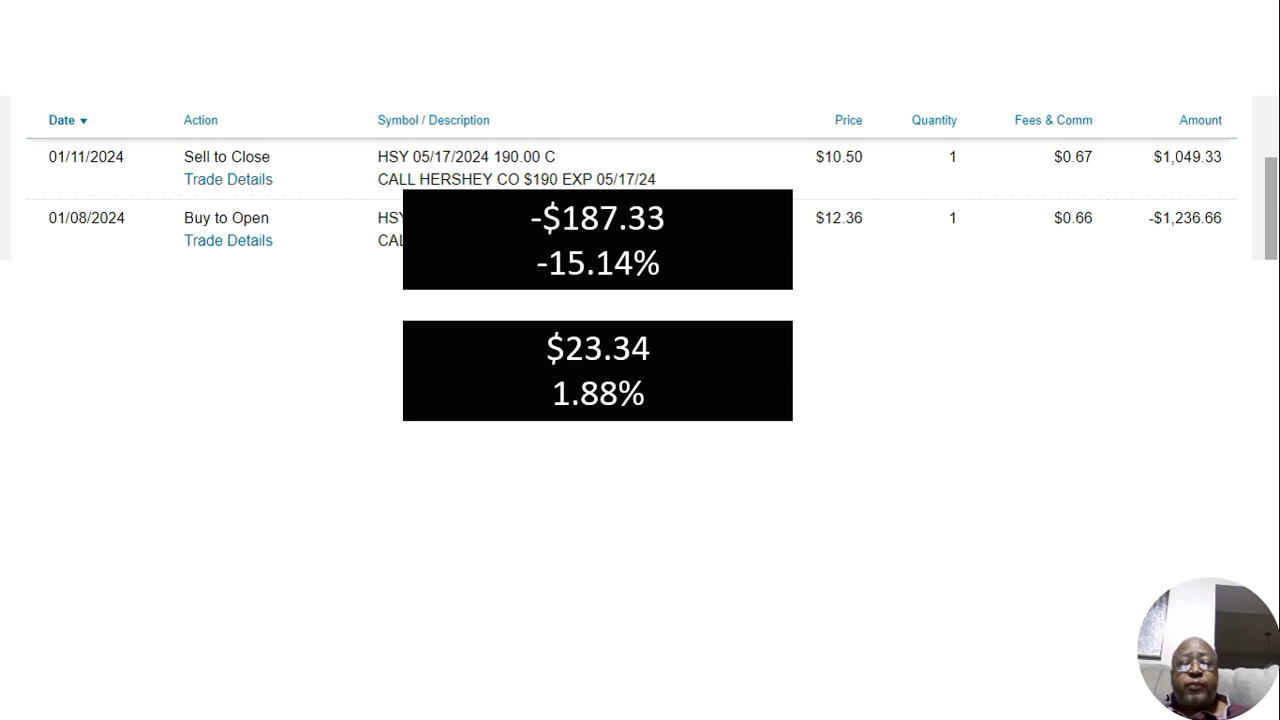 Date Action Symbol / Description Price Quantity Fees & Comm Amount
01/11/2024 Sell to Close HSY 05/17/2024 190.00 C $10.50 1 $0.67 $1,049.33
Trade Details CALL HERSHEY CO $190 EXP 05/17/24
01/08/2024 Buy to Open HSY $12.36 1 $0.66 -$1,236.66
Trade Details CAL
-$187.33
-15.14%
$23.34
1.88%